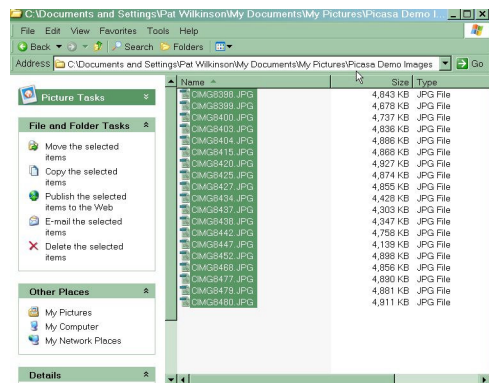 C:\Documents and Settings\Pat Wilkinson\My Documents\My Pictures\Picasa Demo I...
File Edit View Favorites Tools Help
Back Search Folders
Address C:\Documents and Settings\Pat Wilkinson\My Documents\My Pictures\Picasa Demo Images Go
Picture Tasks
File and Folder Tasks
Move the selected
items
Copy the selected
items
Publish the selected
items to the Web
E-mail the selected
items
Delete the selected
items
Other Places
My Pictures
My Computer
My Network Places
Details
Name Size Type
CIMG8398.JPG 4,843 KB JPG File
CIMG8399.JPG 4,678 KB JPG File
CIMG8400.JPG 4,737 KB JPG File
CIMG8403.JPG 4,836 KB JPG File
CIMG8404.JPG 4,886 KB JPG File
CIMG8415.JPG 4,868 KB JPG File
CIMG8420.JPG 4,927 KB JPG File
CIMG8425.JPG 4,874 KB JPG File
CIMG8427.JPG 4,855 KB JPG File
CIMG8434.JPG 4,428 KB JPG File
CIMG8437.JPG 4,303 KB JPG File
CIMG8438.JPG 4,347 KB JPG File
CIMG8442.JPG 4,758 KB JPG File
CIMG8447.JPG 4,139 KB JPG File
CIMG8452.JPG 4,898 KB JPG File
CIMG8468.JPG 4,856 KB JPG File
CIMG8477.JPG 4,890 KB JPG File
CIMG8479.JPG 4,881 KB JPG File
CIMG8480.JPG 4,911 KB JPG File